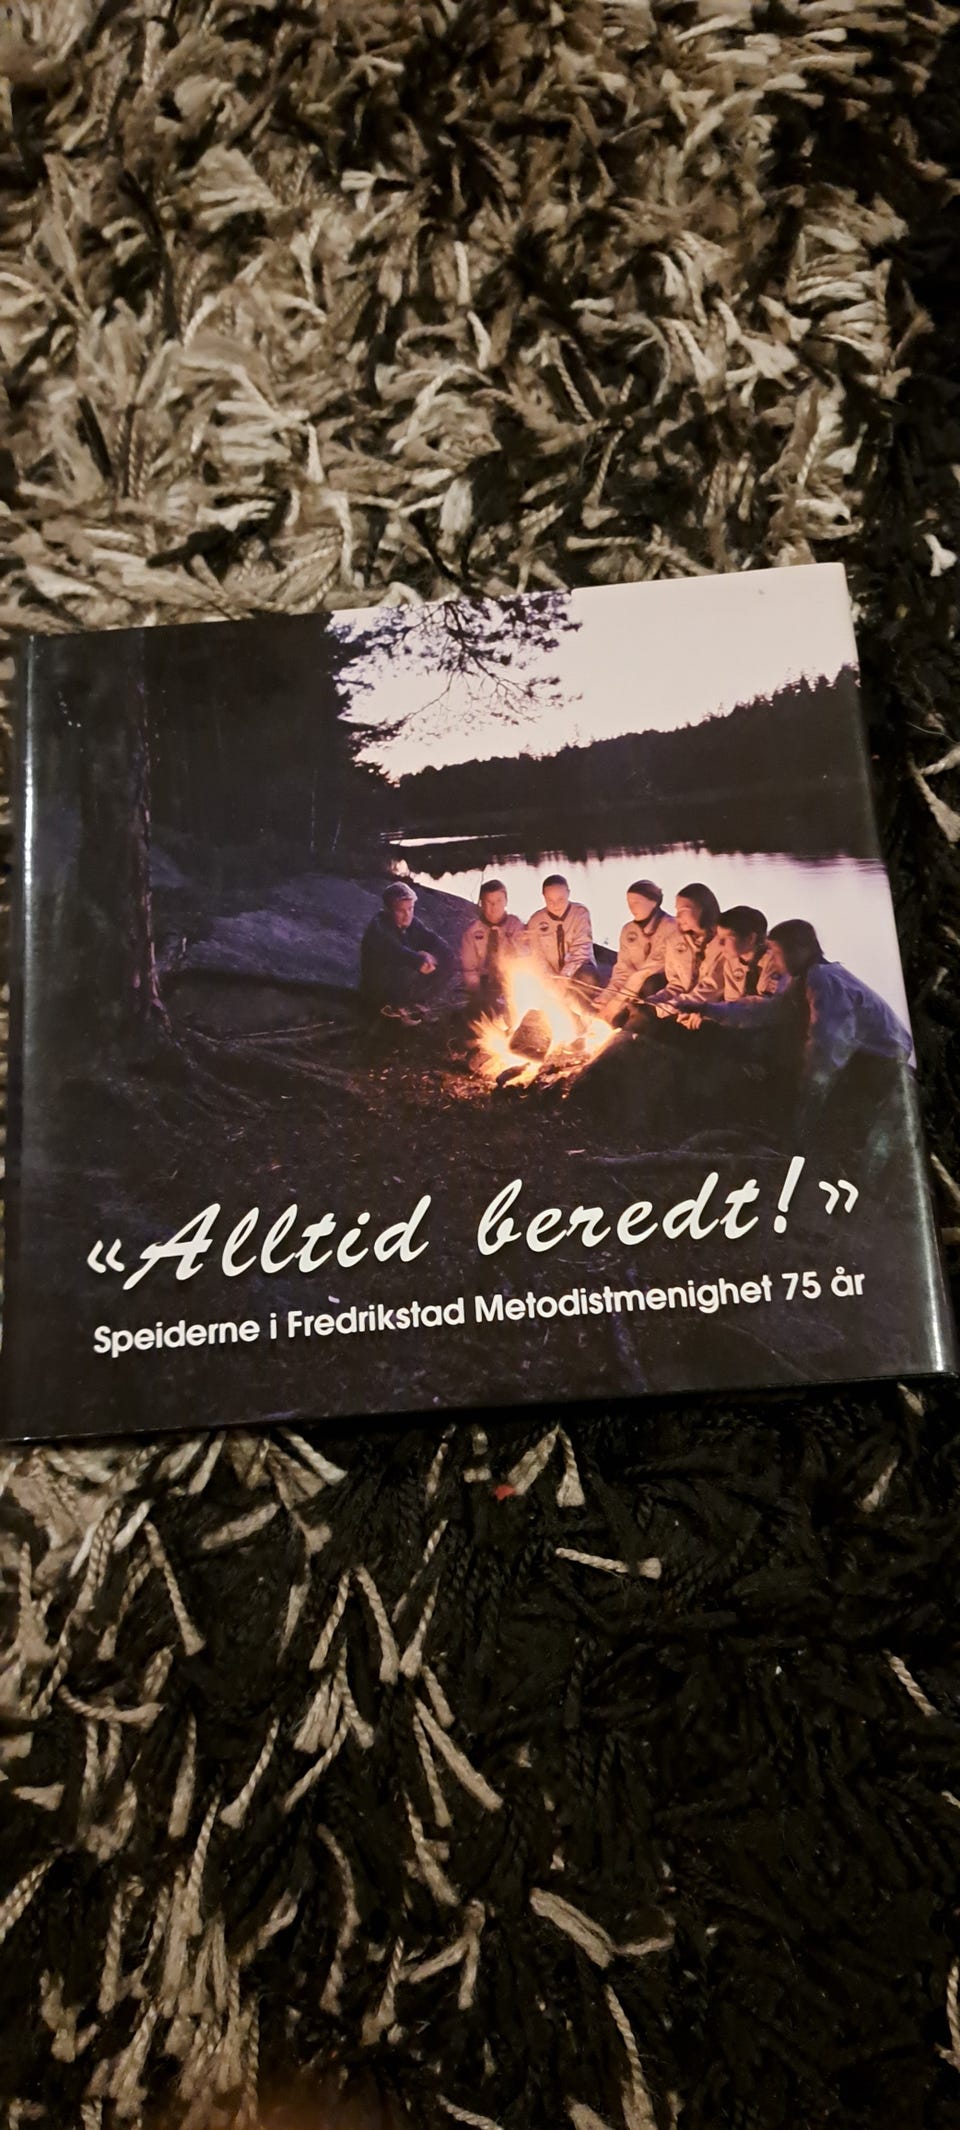 «Alltid beredt!»
Speiderne i Fredrikstad Metodistmenighet 75 år